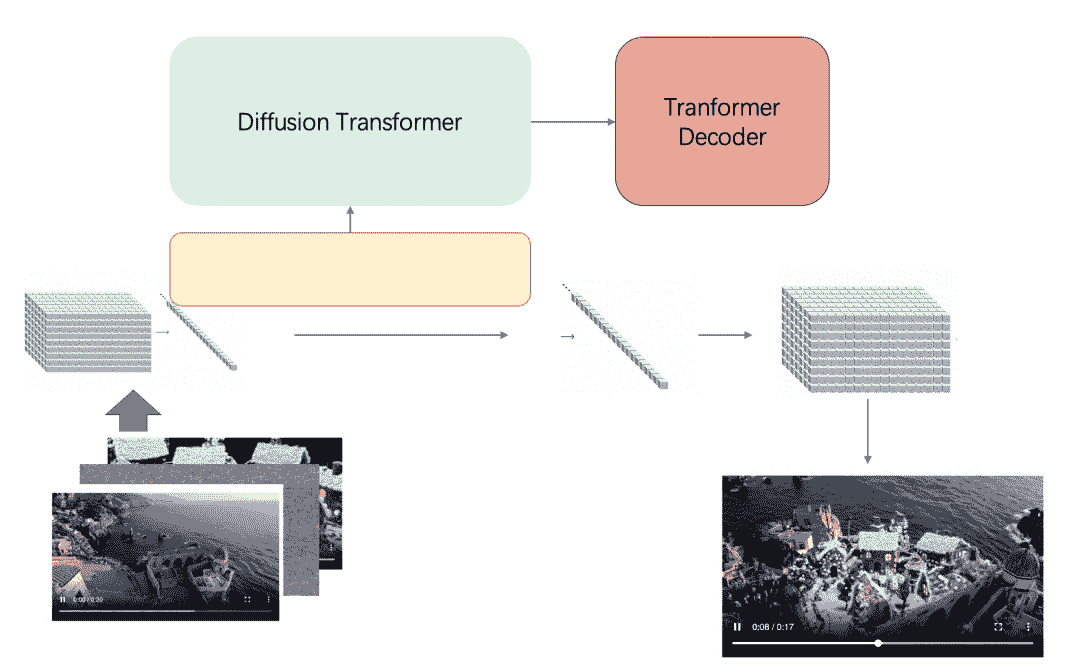 Diffusion Transformer
Tranformer
Decoder
0:00 / 0:20
0:08 / 0:17